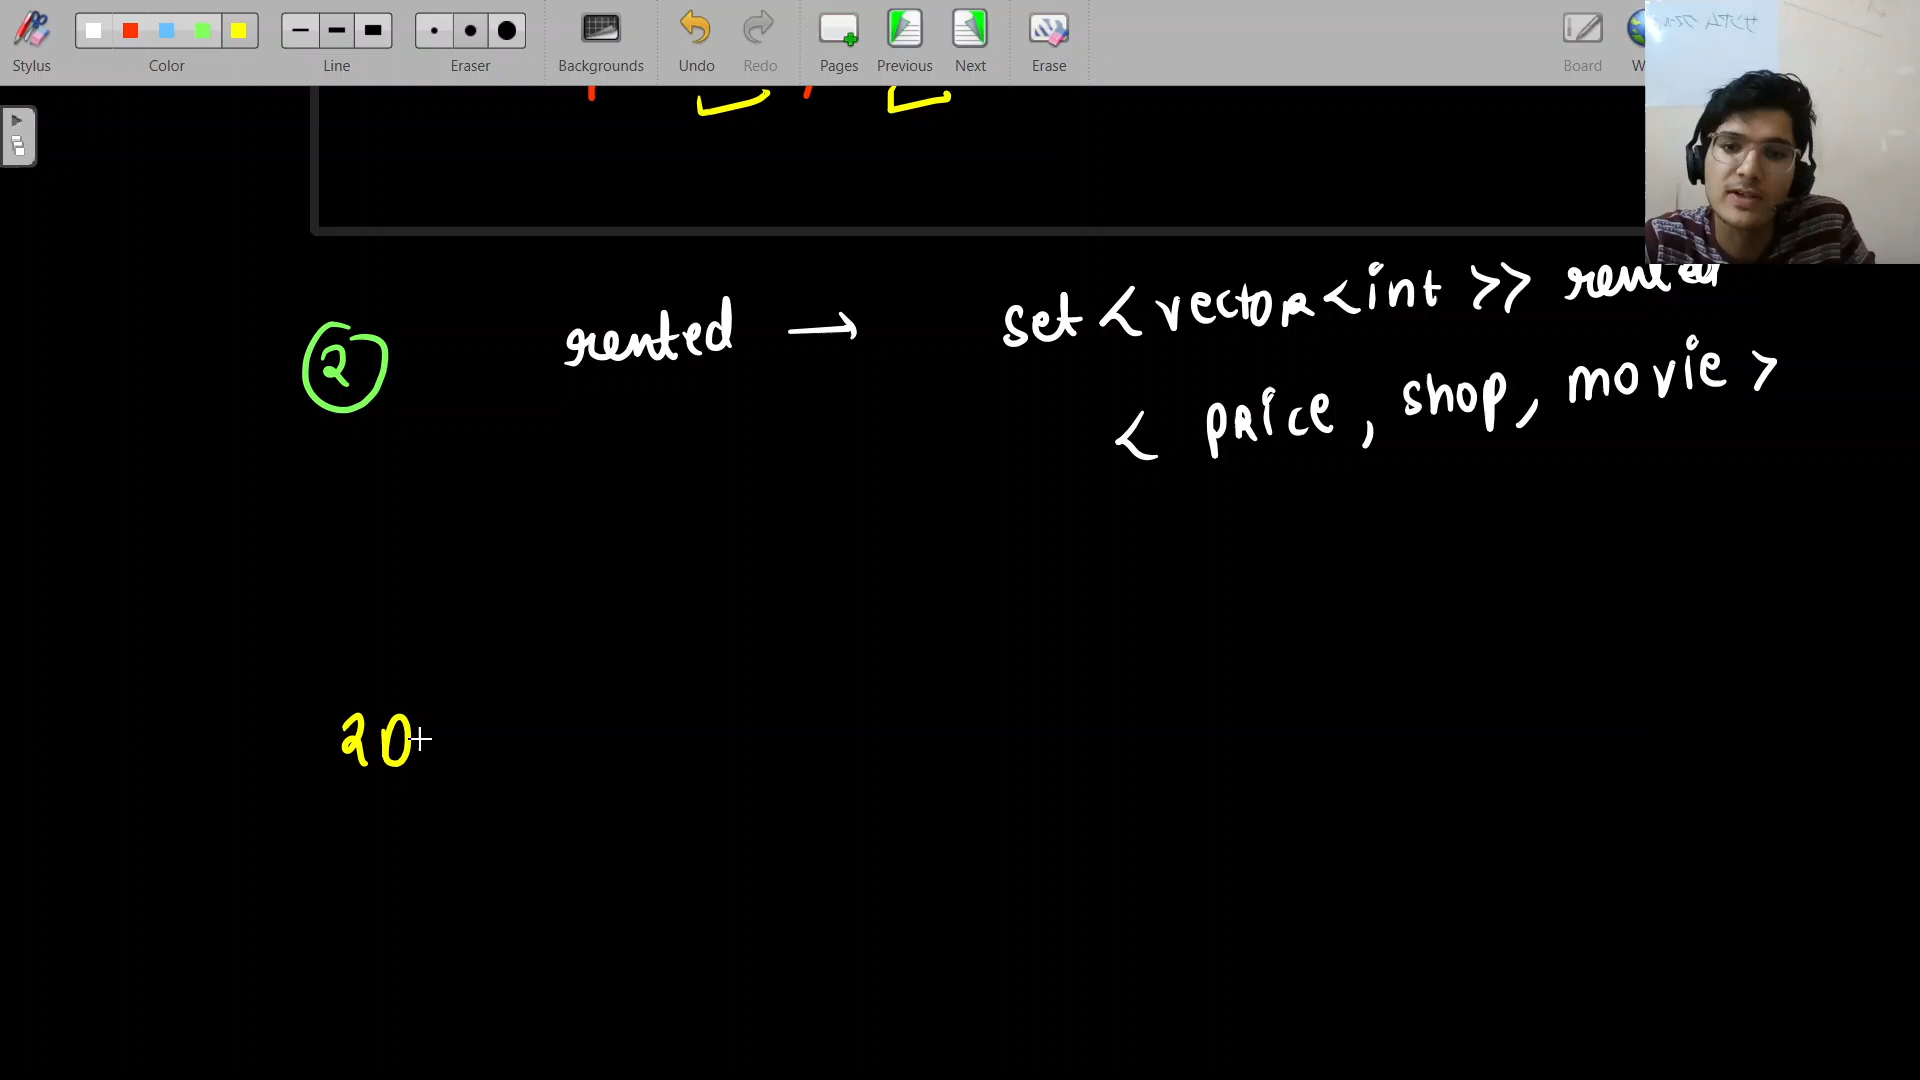 Stylus Color Line Eraser Backgrounds Undo Redo Pages Previous Next Erase Board W
rented → set < vector < int >> rented
2
< price, shop, movie >
20